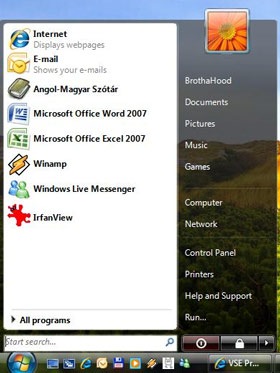 Internet
Displays webpages
E-mail
Shows your e-mails
Angol-Magyar Szótár
Microsoft Office Word 2007
Microsoft Office Excel 2007
Winamp
Windows Live Messenger
IrfanView
All programs
Start search...
BrothaHood
Documents
Pictures
Music
Games
Computer
Network
Control Panel
Printers
Help and Support
Run...
VSE Pr...